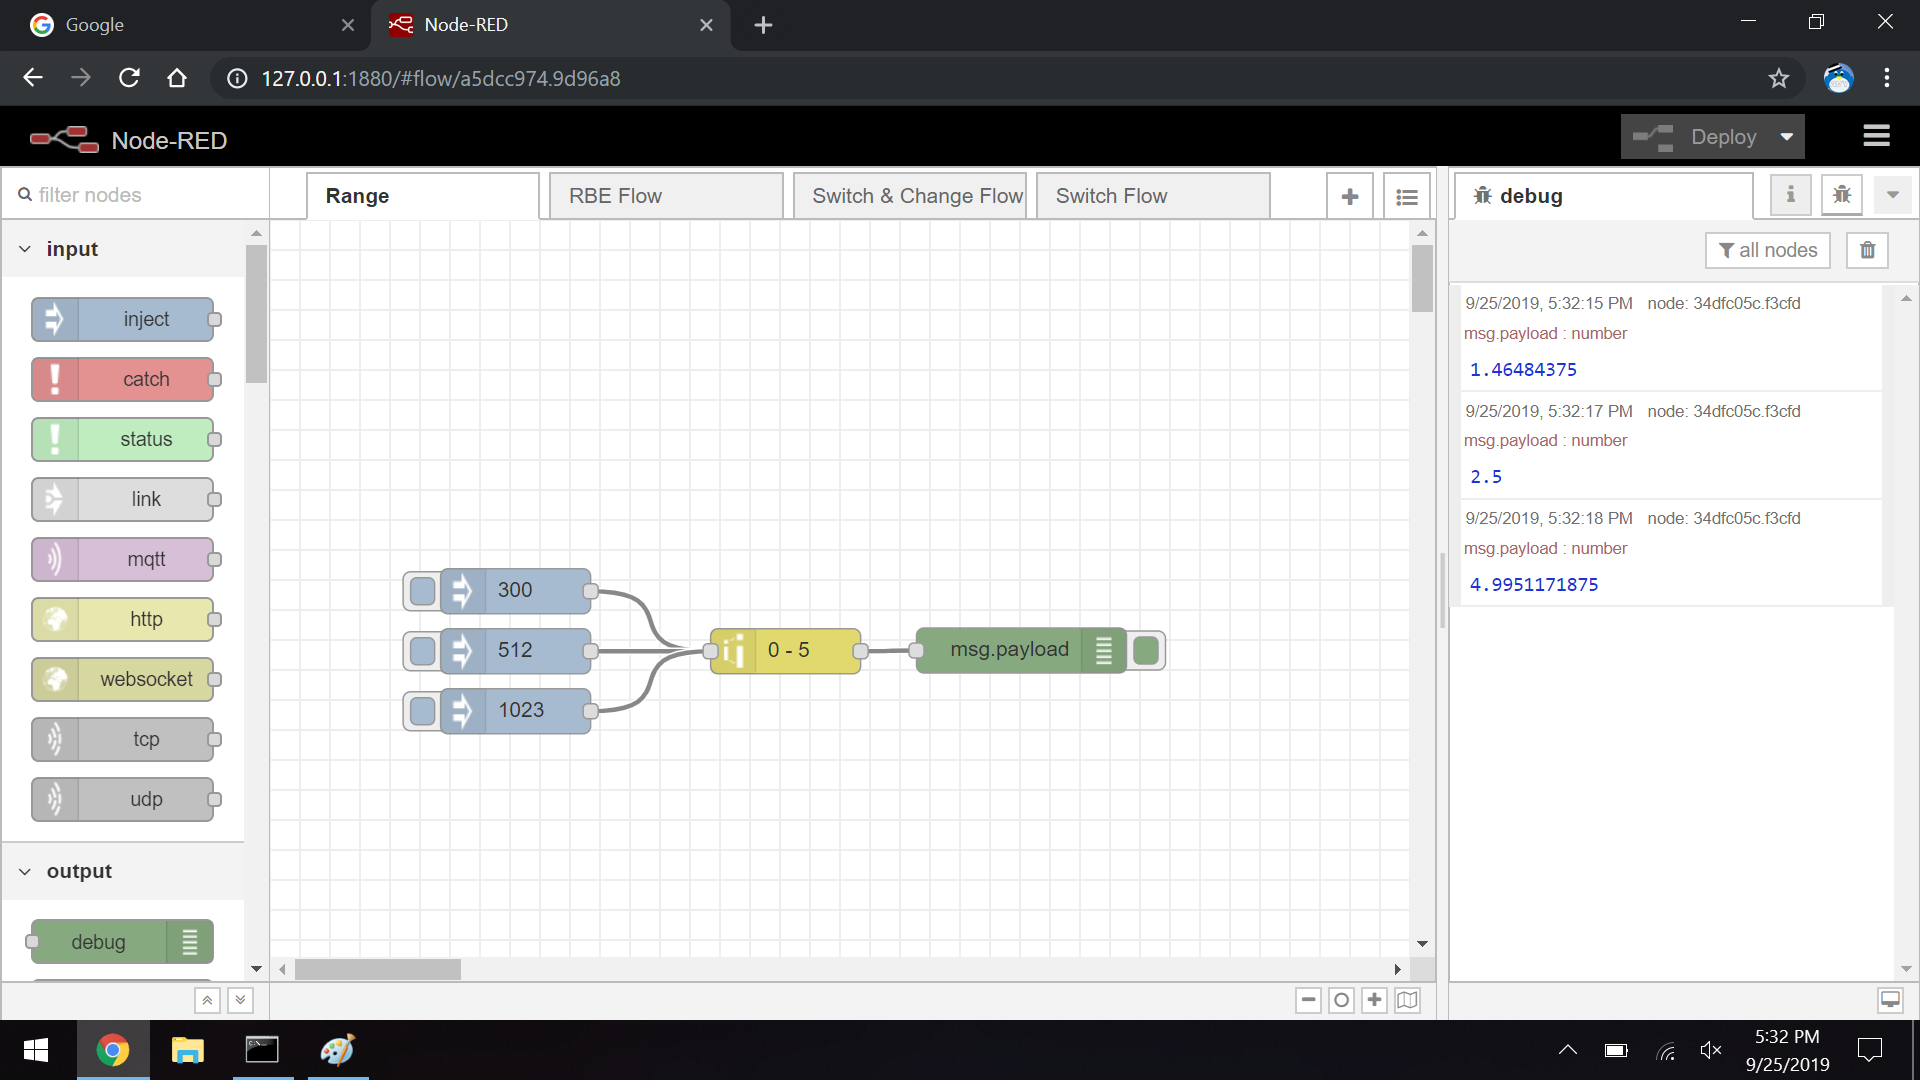 Google
Node-RED
127.0.0.1:1880/#flow/a5dcc974.9d96a8
Node-RED
Deploy
filter nodes
Range
RBE Flow
Switch & Change Flow
Switch Flow
debug
all nodes
input
inject
catch
status
link
mqtt
http
websocket
tcp
udp
output
debug
300
512
1023
0 - 5
msg.payload
9/25/2019, 5:32:15 PM node: 34dfc05c.f3cfd
msg.payload : number
1.46484375
9/25/2019, 5:32:17 PM node: 34dfc05c.f3cfd
msg.payload : number
2.5
9/25/2019, 5:32:18 PM node: 34dfc05c.f3cfd
msg.payload : number
4.9951171875
5:32 PM
9/25/2019